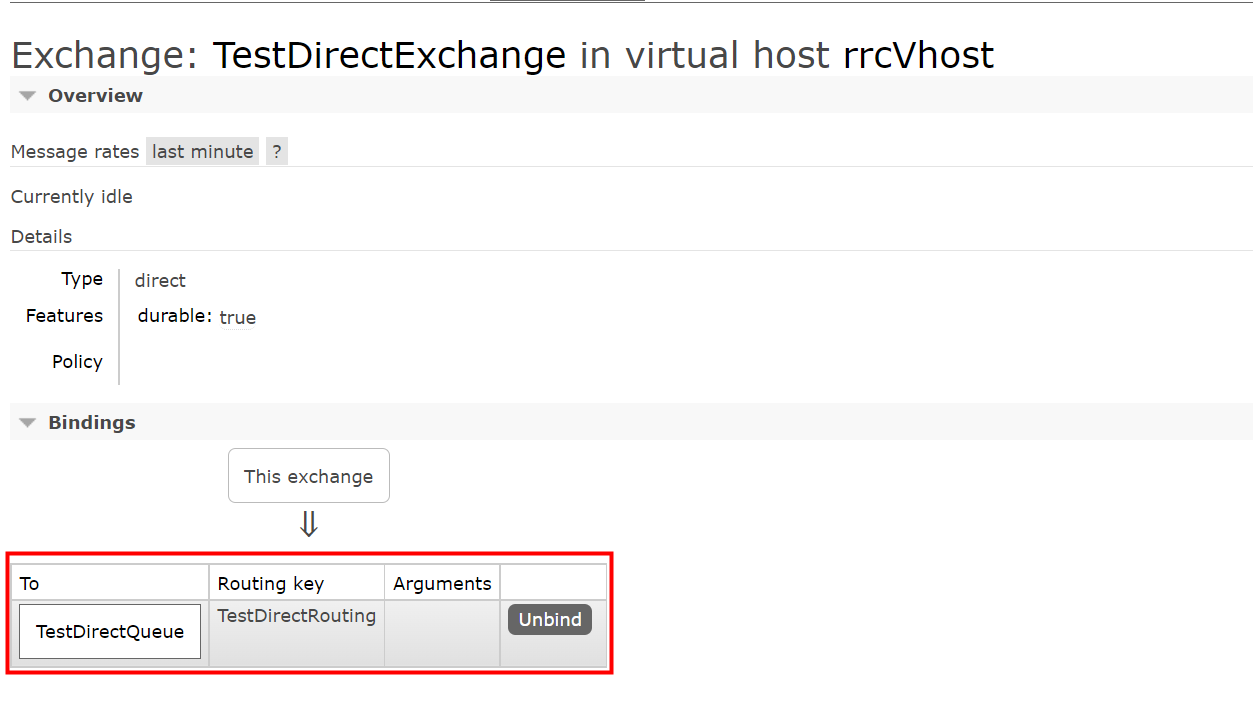 Exchange: TestDirectExchange in virtual host rrcVhost
Overview
Message rates last minute ?
Currently idle
Details
Type direct
Features durable: true
Policy
Bindings
This exchange
⇓
To Routing key Arguments
TestDirectQueue TestDirectRouting Unbind